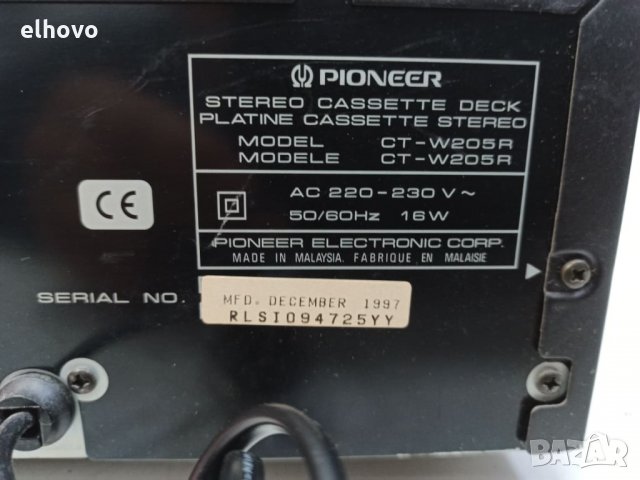 elhovo
PIONEER
STEREO CASSETTE DECK
PLATINE CASSETTE STEREO
MODEL CT-W205R
MODELE CT-W205R
CE
AC 220-230 V ~
50/60Hz 16W
PIONEER ELECTRONIC CORP.
MADE IN MALAYSIA. FABRIQUE EN MALAISIE
SERIAL NO.
MFD. DECEMBER 1997
RLSI094725YY
BAZAR